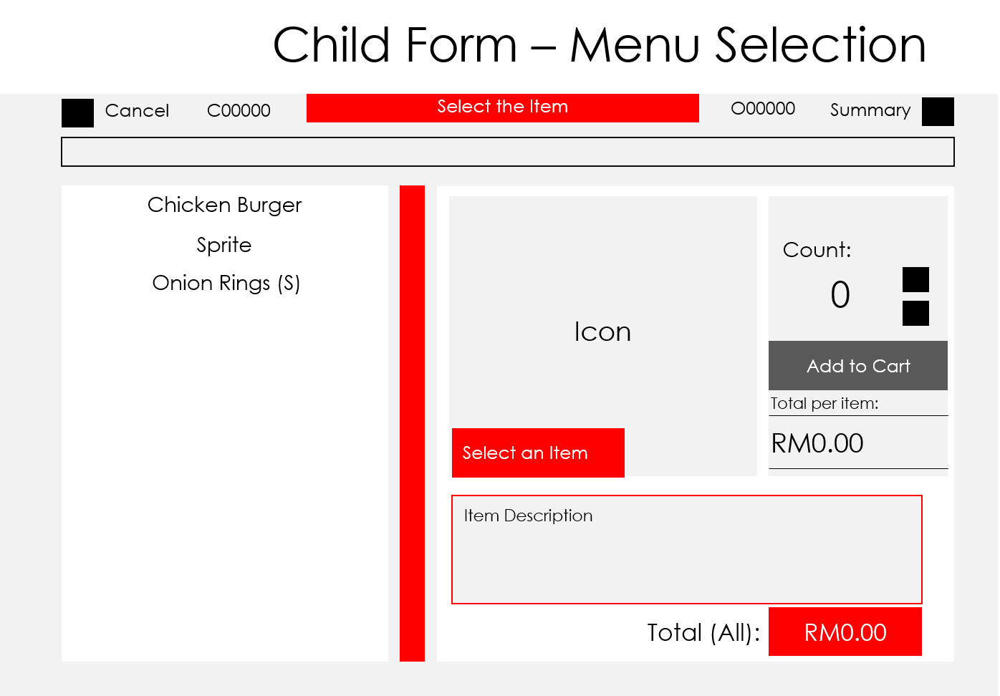 Child Form – Menu Selection
Cancel
C00000
Select the Item
O00000
Summary
Chicken Burger
Sprite
Onion Rings (S)
Icon
Select an Item
Count:
0
Add to Cart
Total per item:
RM0.00
Item Description
Total (All):
RM0.00